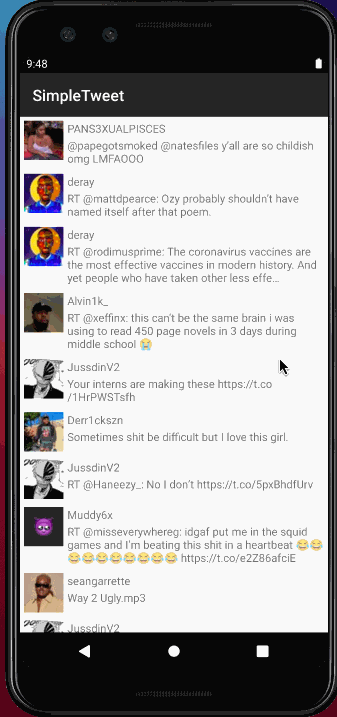 9:48
SimpleTweet
PANS3XUALPISCES
@papegotsmoked @natesfiles y'all are so childish
omg LMFAOOO
deray
RT @mattdpearce: Ozy probably shouldn't have
named itself after that poem.
deray
RT @rodimusprime: The coronavirus vaccines are
the most effective vaccines in modern history. And
yet people who have taken other less effe…
Alvin1k_
RT @xeffinx: this can't be the same brain i was
using to read 450 page novels in 3 days during
middle school 😭
JussdinV2
Your interns are making these https://t.co
/1HrPWSTsfh
Derr1ckszn
Sometimes shit be difficult but I love this girl.
JussdinV2
RT @Haneezy_: No I don't https://t.co/5pxBhdfUrv
Muddy6x
RT @misseverywhereg: idgaf put me in the squid
games and I'm beating this shit in a heartbeat 😂😂
😂😂😂😂😂😂😂 https://t.co/e2Z86afciE
seangarrette
Way 2 Ugly.mp3
JussdinV2